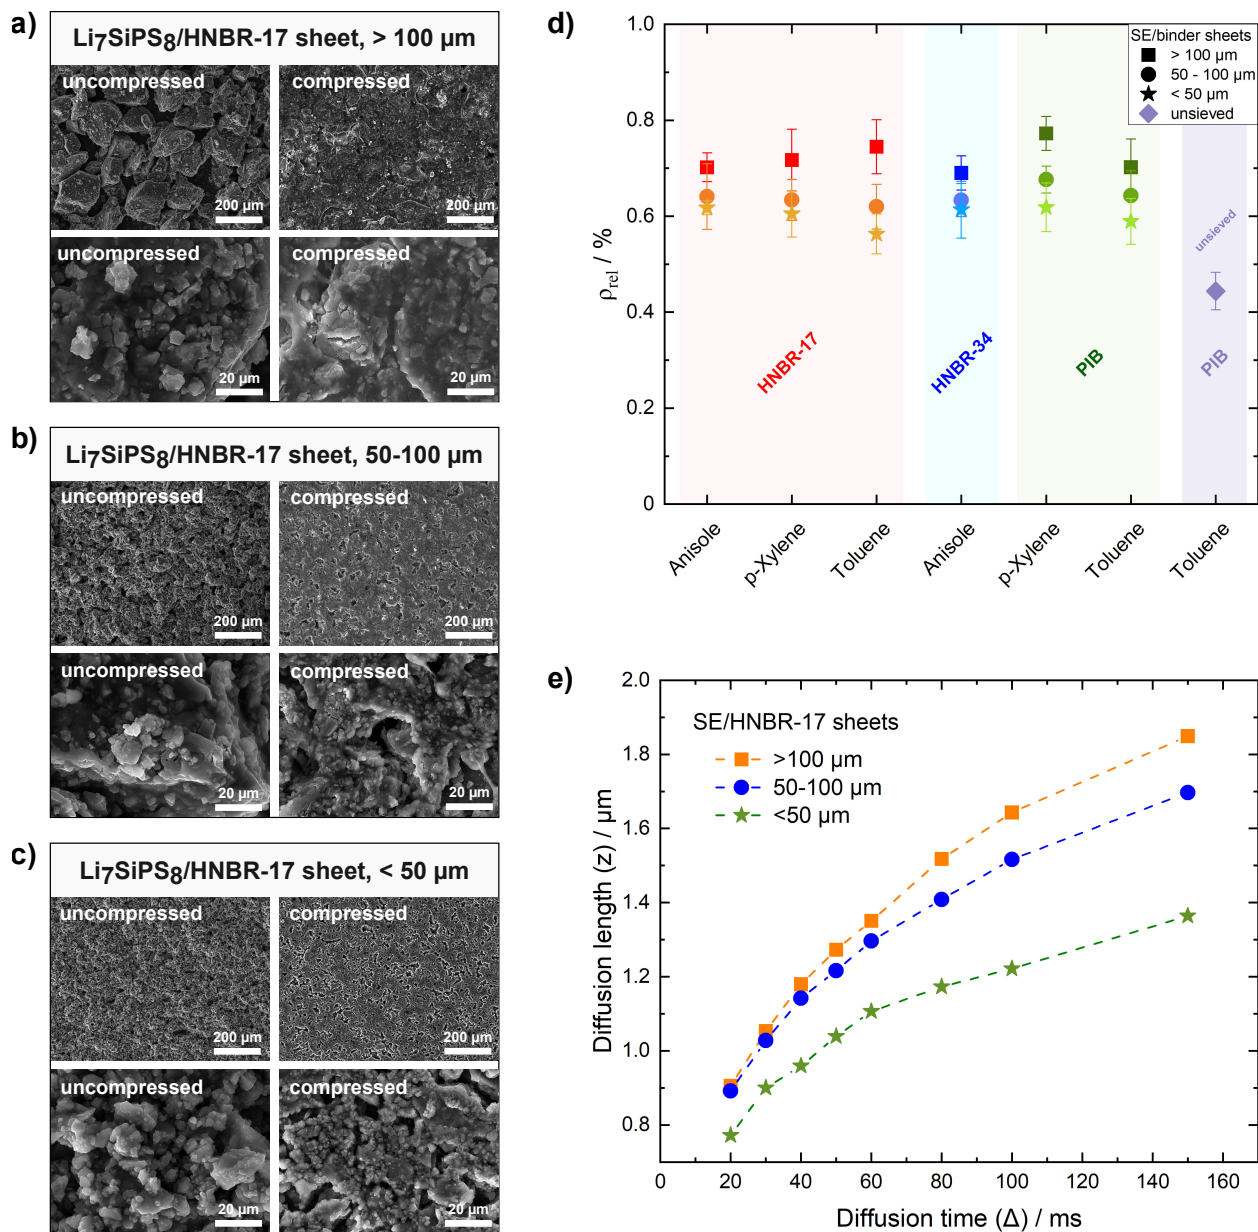 a)
Li7SiPS8/HNBR-17 sheet, > 100 µm
uncompressed
compressed
200 µm
200 µm
uncompressed
compressed
20 µm
20 µm
b)
Li7SiPS8/HNBR-17 sheet, 50-100 µm
uncompressed
compressed
200 µm
200 µm
uncompressed
compressed
20 µm
20 µm
c)
Li7SiPS8/HNBR-17 sheet, < 50 µm
uncompressed
compressed
200 µm
200 µm
uncompressed
compressed
20 µm
20 µm
d)
1.0
0.8
0.6
0.4
0.2
0
ρrel / %
SE/binder sheets
> 100 µm
50 - 100 µm
< 50 µm
unsieved
unsieved
HNBR-17
HNBR-34
PIB
PIB
Anisole
p-Xylene
Toluene
Anisole
p-Xylene
Toluene
Toluene
e)
2.0
1.8
1.6
1.4
1.2
1.0
0.8
Diffusion length (z) / µm
SE/HNBR-17 sheets
>100 µm
50-100 µm
<50 µm
0 20 40 60 80 100 120 140 160
Diffusion time (Δ) / ms